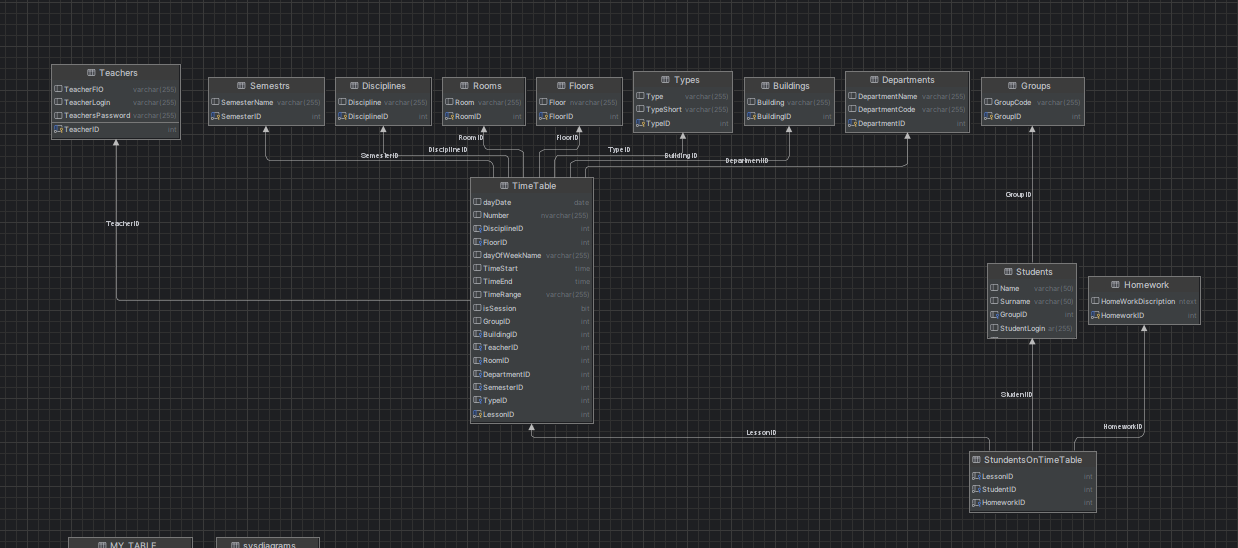 Teachers
TeacherFIO varchar(255)
TeacherLogin varchar(255)
TeachersPassword varchar(255)
TeacherID int
Semestrs
SemesterName varchar(255)
SemesterID int
Disciplines
Discipline varchar(255)
DisciplineID int
Rooms
Room varchar(255)
RoomID int
Floors
Floor varchar(255)
FloorID int
Types
Type varchar(255)
TypeShort varchar(255)
TypeID int
Buildings
Building varchar(255)
BuildingID int
Departments
DepartmentName varchar(255)
DepartmentCode varchar(255)
DepartmentID int
Groups
GroupCode varchar(255)
GroupID int
RoomID
FloorID
SemesterID
DisciplineID
TypeID
BuildingID
DepartmentID
TeacherID
GroupID
TimeTable
dayDate date
Number nvarchar(255)
DisciplineID int
FloorID int
dayOfWeekName varchar(255)
TimeStart time
TimeEnd time
TimeRange varchar(255)
isSession bit
GroupID int
BuildingID int
TeacherID int
RoomID int
DepartmentID int
SemesterID int
TypeID int
LessonID int
Students
Name varchar(50)
Surname varchar(50)
GroupID int
StudentLogin ar(255)
Homework
HomeWorkDiscription ntext
HomeworkID int
StudentID
HomeworkID
LessonID
StundentsOnTimeTable
LessonID int
StudentID int
HomeworkID int
MY_TABLE
sysdiagrams